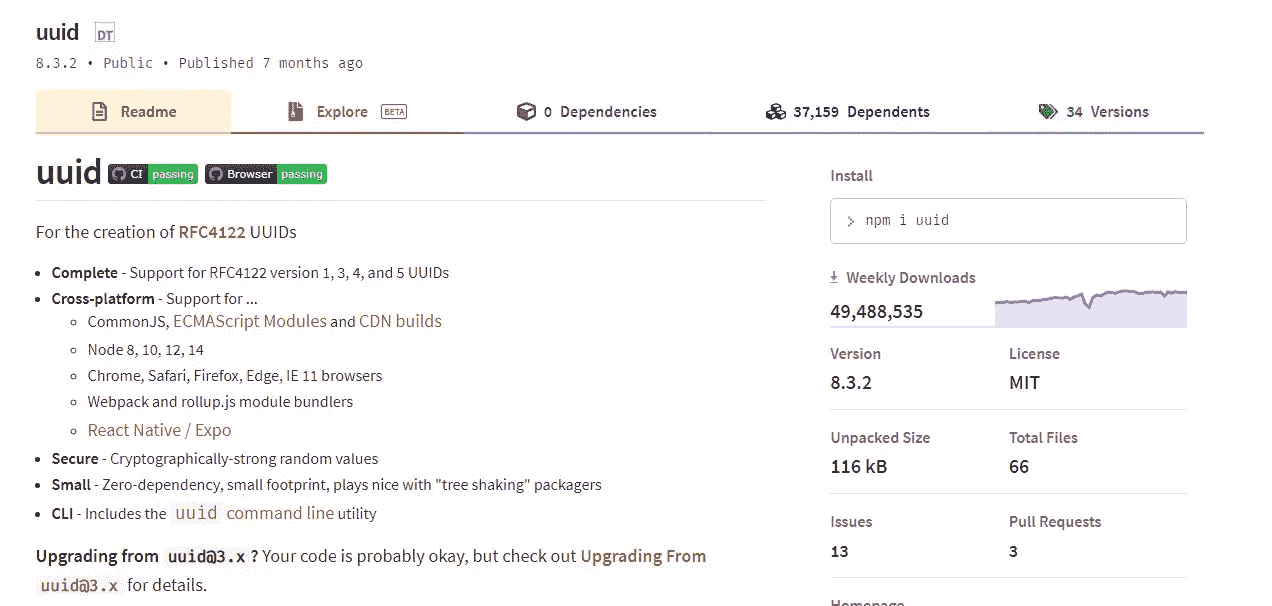 uuid DT
8.3.2 • Public • Published 7 months ago
Readme
Explore BETA
0 Dependencies
37,159 Dependents
34 Versions
uuid CI passing Browser passing
For the creation of RFC4122 UUIDs
• Complete - Support for RFC4122 version 1, 3, 4, and 5 UUIDs
• Cross-platform - Support for ...
◦ CommonJS, ECMAScript Modules and CDN builds
◦ Node 8, 10, 12, 14
◦ Chrome, Safari, Firefox, Edge, IE 11 browsers
◦ Webpack and rollup.js module bundlers
◦ React Native / Expo
• Secure - Cryptographically-strong random values
• Small - Zero-dependency, small footprint, plays nice with "tree shaking" packagers
• CLI - Includes the uuid command line utility
Upgrading from uuid@3.x? Your code is probably okay, but check out Upgrading From
uuid@3.x for details.
Install
> npm i uuid
Weekly Downloads
49,488,535
Version
8.3.2
License
MIT
Unpacked Size
116 kB
Total Files
66
Issues
13
Pull Requests
3
Homepage